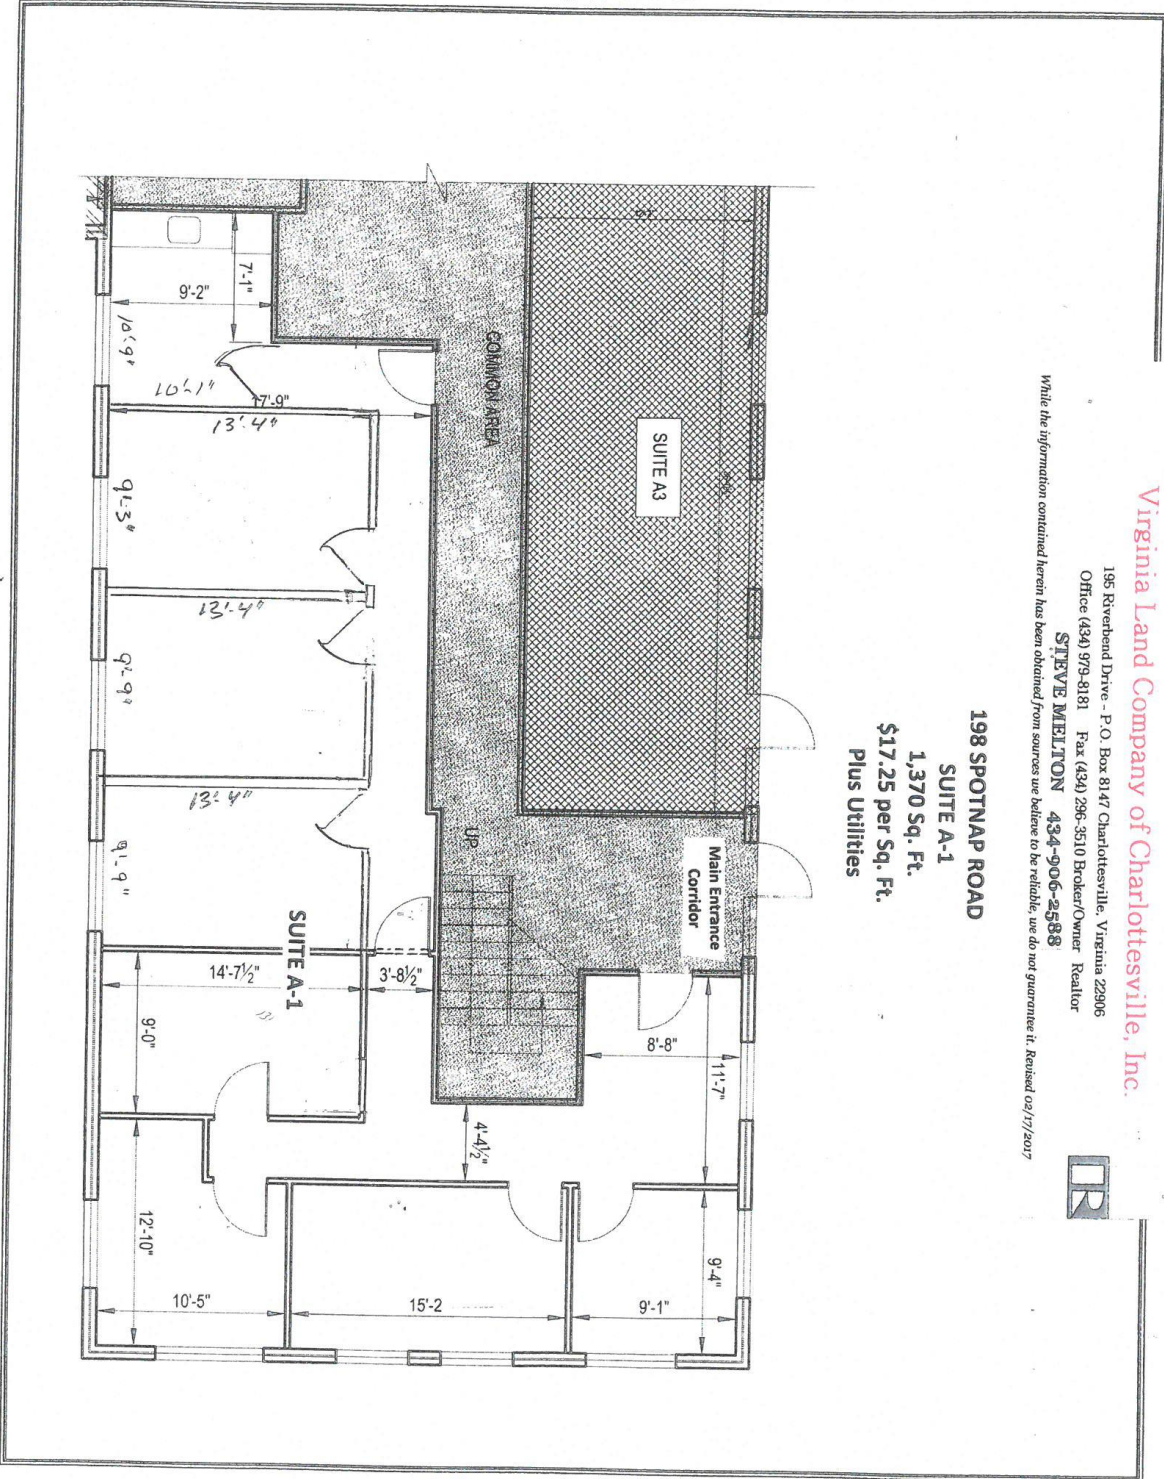 Virginia Land Company of Charlottesville, Inc.
195 Riverbend Drive - P.O. Box 8147 Charlottesville, Virginia 22906
Office (434) 979-8181 Fax (434) 296-3510 Broker/Owner Realtor
STEVE MELTON 434-906-2588
While the information contained herein has been obtained from sources we believe to be reliable, we do not guarantee it. Revised 02/17/2017
R
198 SPOTNAP ROAD
SUITE A-1
1,370 Sq. Ft.
$17.25 per Sq. Ft.
Plus Utilities
SUITE A3
Main Entrance
Corridor
COMMON AREA
UP
11'-7"
8'-8"
9'-4"
9'-1"
4'-4½"
15'-2
7'-1"
9'-2"
17'-9"
10'-1"
10'-9"
13'-4"
9'-3"
13'-4"
9'-9"
13'-4"
9'-9"
SUITE A-1
3'-8½"
14'-7½"
9'-0"
12'-10"
10'-5"